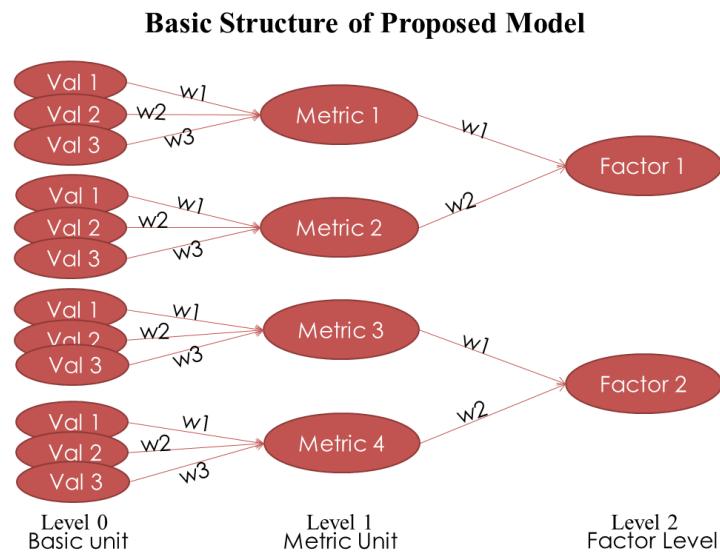 Basic Structure of Proposed Model
Val 1
w1
Val 2
w2
Val 3
w3
Metric 1
w1
Val 1
w1
Val 2
w2
Val 3
w3
Metric 2
w2
Factor 1
Val 1
w1
Val 2
w2
Val 3
w3
Metric 3
w1
Val 1
w1
Val 2
w2
Val 3
w3
Metric 4
w2
Factor 2
Level 0
Basic unit
Level 1
Metric Unit
Level 2
Factor Level